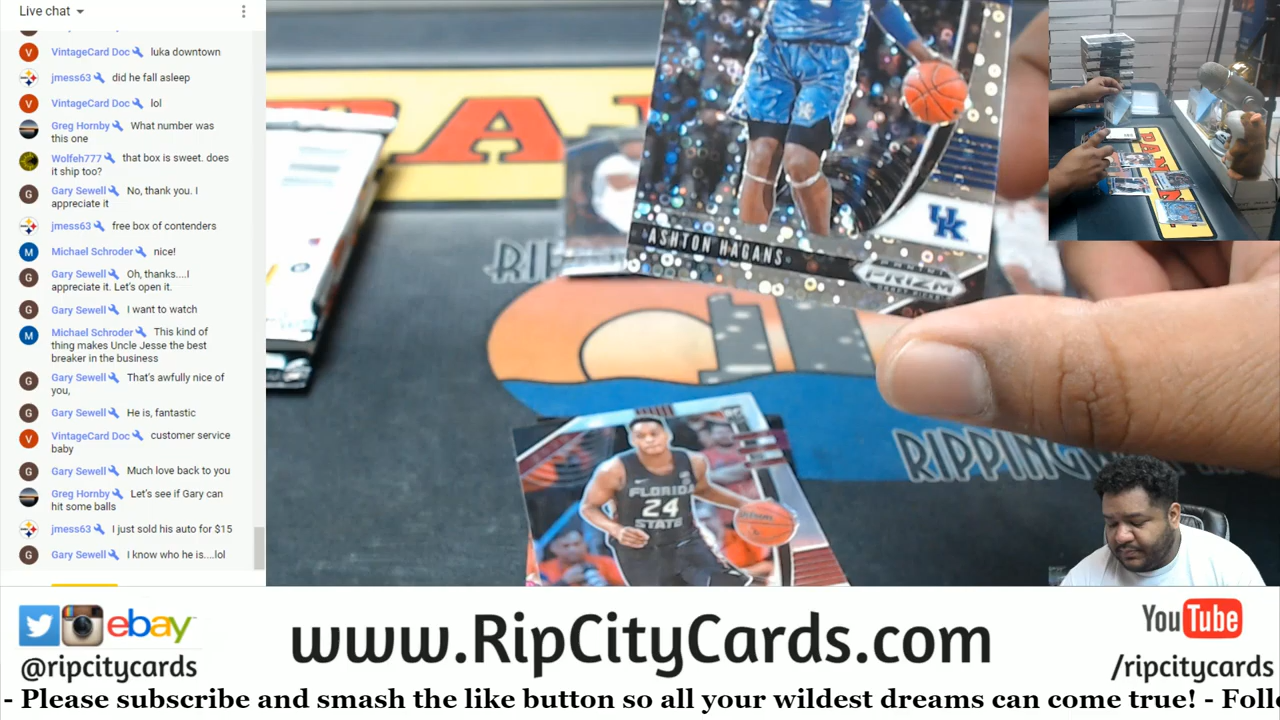 Live chat
V VintageCard Doc luka downtown
jmess63 did he fall asleep
V VintageCard Doc lol
Greg Hornby What number was
this one
Wolfeh777 that box is sweet. does
it ship too?
G Gary Sewell No, thank you. I
appreciate it
jmess63 free box of contenders
M Michael Schroder nice!
G Gary Sewell Oh, thanks....I
appreciate it. Let's open it.
G Gary Sewell I want to watch
M Michael Schroder This kind of
thing makes Uncle Jesse the best
breaker in the business
G Gary Sewell That's awfully nice of
you,
G Gary Sewell He is, fantastic
V VintageCard Doc customer service
baby
G Gary Sewell Much love back to you
Greg Hornby Let's see if Gary can
hit some balls
jmess63 I just sold his auto for $15
G Gary Sewell I know who he is....lol
UK
ASHTON HAGANS
PRIZM
RIPPING
FLORIDA
24
STATE
ebay
@ripcitycards
www.RipCityCards.com
YouTube
/ripcitycards
- Please subscribe and smash the like button so all your wildest dreams can come true! - Follo